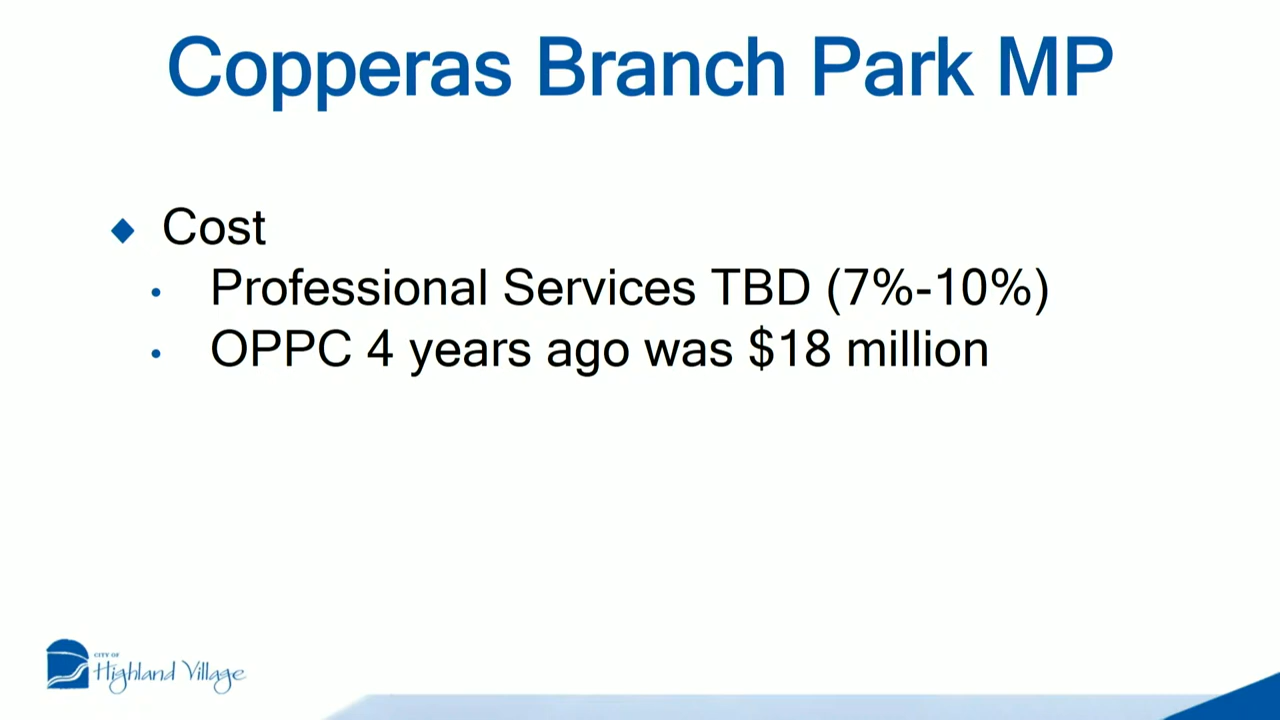 Copperas Branch Park MP
Cost
Professional Services TBD (7%-10%)
OPPC 4 years ago was $18 million
CITY OF
Highland Village